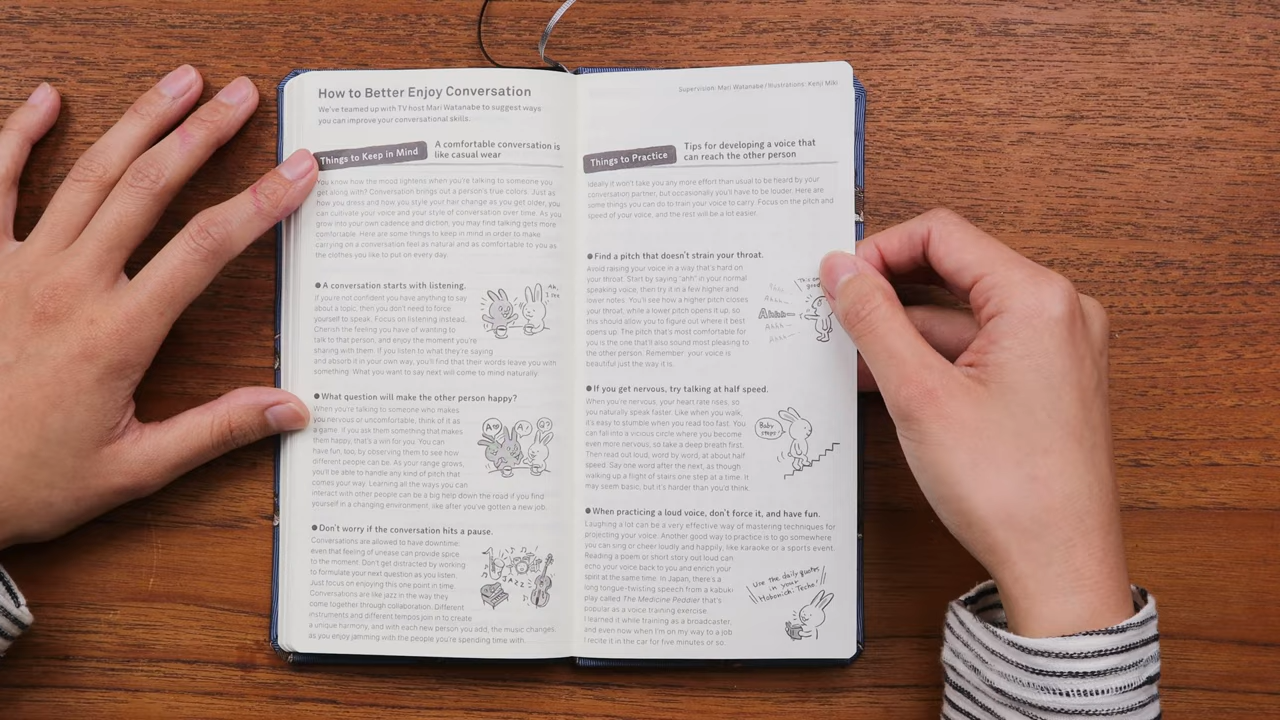 How to Better Enjoy Conversation
We've teamed up with TV host Mari Watanabe to suggest ways
you can improve your conversational skills.
Things to Keep in Mind
A comfortable conversation is
like casual wear
You know how the mood lightens when you're talking to someone you
get along with? Conversation brings out a person's true colors. Just as
how you dress and how you style your hair change as you get older, you
can cultivate your voice and your style of conversation over time. As you
grow into your own cadence and diction, you may find talking gets more
comfortable. Here are some things to keep in mind in order to make
carrying on a conversation feel as natural and as comfortable to you as
the clothes you like to put on every day.
●A conversation starts with listening.
If you're not confident you have anything to say
about a topic, then you don't need to force
yourself to speak. Focus on listening instead.
Cherish the feeling you have of wanting to
talk to that person, and enjoy the moment you're
sharing with them. If you listen to what they're saying
and absorb it in your own way, you'll find that their words leave you with
something. What you want to say next will come to mind naturally.
Ah,
I see
●What question will make the other person happy?
When you're talking to someone who makes
you nervous or uncomfortable, think of it as
a game. If you ask them something that makes
them happy, that's a win for you. You can
have fun, too, by observing them to see how
different people can be. As your range grows,
you'll be able to handle any kind of pitch that
comes your way. Learning all the ways you can
interact with other people can be a big help down the road if you find
yourself in a changing environment, like after you've gotten a new job.
●Don't worry if the conversation hits a pause.
Conversations are allowed to have downtime;
even that feeling of unease can provide spice
to the moment. Don't get distracted by working
to formulate your next question as you listen.
Just focus on enjoying this one point in time.
Conversations are like jazz in the way they
come together through collaboration. Different
instruments and different tempos join in to create
a unique harmony, and with each new person you add, the music changes,
as you enjoy jamming with the people you're spending time with.
JAZZ
Supervision: Mari Watanabe / Illustrations: Kenji Miki
Things to Practice
Tips for developing a voice that
can reach the other person
Ideally it won't take you any more effort than usual to be heard by your
conversation partner, but occasionally you'll have to be louder. Here are
some things you can do to train your voice to carry. Focus on the pitch and
speed of your voice, and the rest will be a lot easier.
●Find a pitch that doesn't strain your throat.
Avoid raising your voice in a way that's hard on
your throat. Start by saying "ahh" in your normal
speaking voice, then try it in a few higher and
lower notes. You'll see how a higher pitch closes
your throat, while a lower pitch opens it up, so
this should allow you to figure out where it best
opens up. The pitch that's most comfortable for
you is the one that'll also sound most pleasing to
the other person. Remember: your voice is
beautiful just the way it is.
Ahhh
Ahhh
Ahhh
Ahhh
Ahhh
●If you get nervous, try talking at half speed.
When you're nervous, your heart rate rises, so
you naturally speak faster. Like when you walk,
it's easy to stumble when you read too fast. You
can fall into a vicious circle where you become
even more nervous, so take a deep breath first.
Then read out loud, word by word, at about half
speed. Say one word after the next, as though
walking up a flight of stairs one step at a time. It
may seem basic, but it's harder than you'd think.
Baby
steps!
●When practicing a loud voice, don't force it, and have fun.
Laughing a lot can be a very effective way of mastering techniques for
projecting your voice. Another good way to practice is to go somewhere
you can sing or cheer loudly and happily, like karaoke or a sports event.
Reading a poem or short story out loud can
echo your voice back to you and enrich your
spirit at the same time. In Japan, there's a
long tongue-twisting speech from a kabuki
play called The Medicine Peddler that's
popular as a voice training exercise.
I learned it while training as a broadcaster,
and even now when I'm on my way to a job
I recite it in the car for five minutes or so.
Use the daily quotes
in your
Hobonichi Techo!